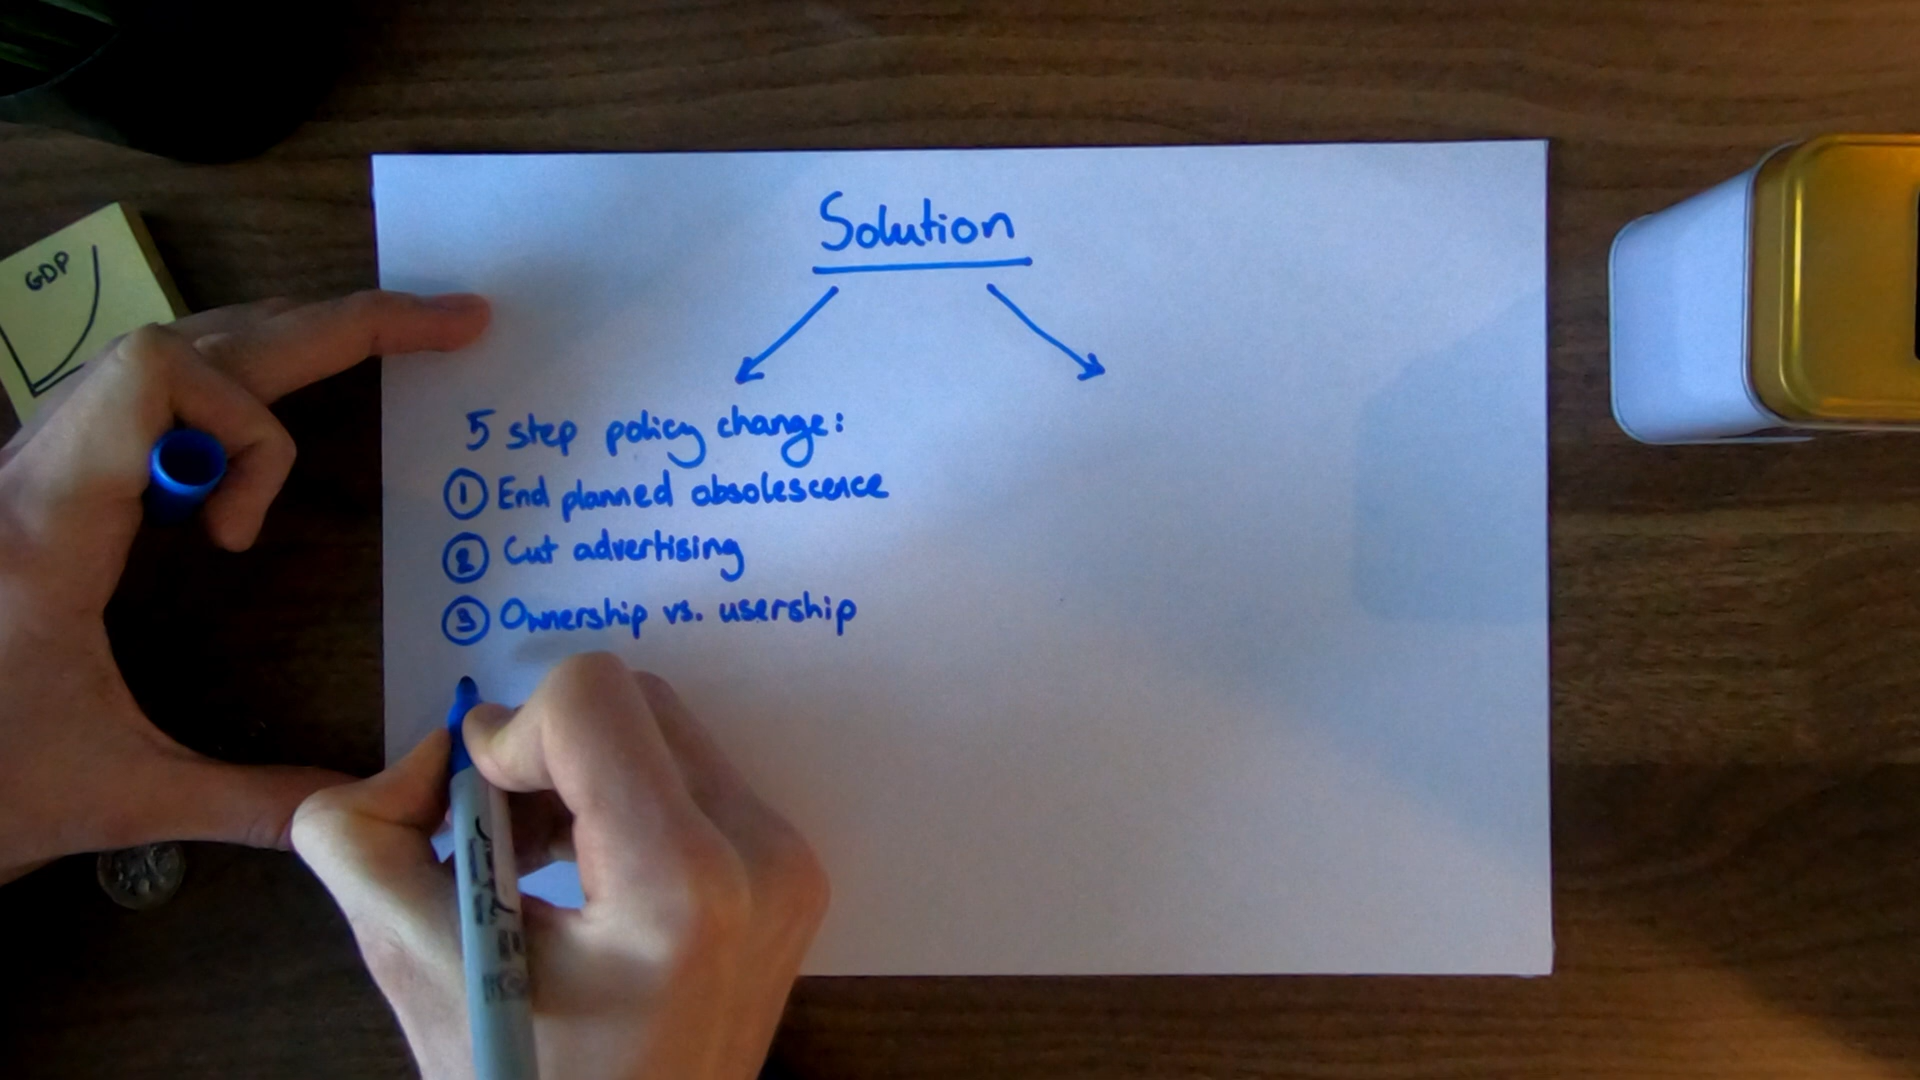 Solution
GDP
5 step policy change:
① End planned obsolescence
② Cut advertising
③ Ownership vs. usership